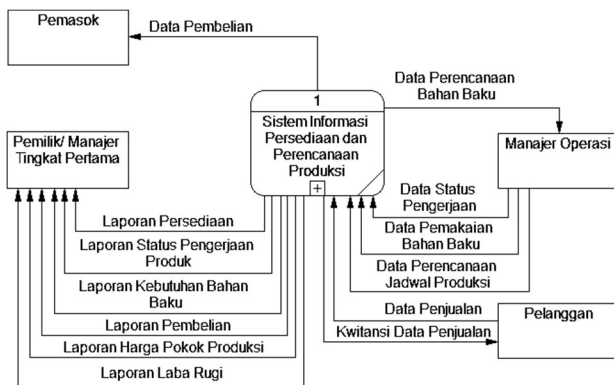 Pemasok
Data Pembelian
1
Sistem Informasi
Persediaan dan
Perencanaan
Produksi
+
Data Perencanaan
Bahan Baku
Pemilik/ Manajer
Tingkat Pertama
Manajer Operasi
Data Status
Pengerjaan
Data Pemakaian
Bahan Baku
Data Perencanaan
Jadwal Produksi
Laporan Persediaan
Laporan Status Pengerjaan
Produk
Laporan Kebutuhan Bahan
Baku
Laporan Pembelian
Laporan Harga Pokok Produksi
Laporan Laba Rugi
Data Penjualan
Kwitansi Data Penjualan
Pelanggan